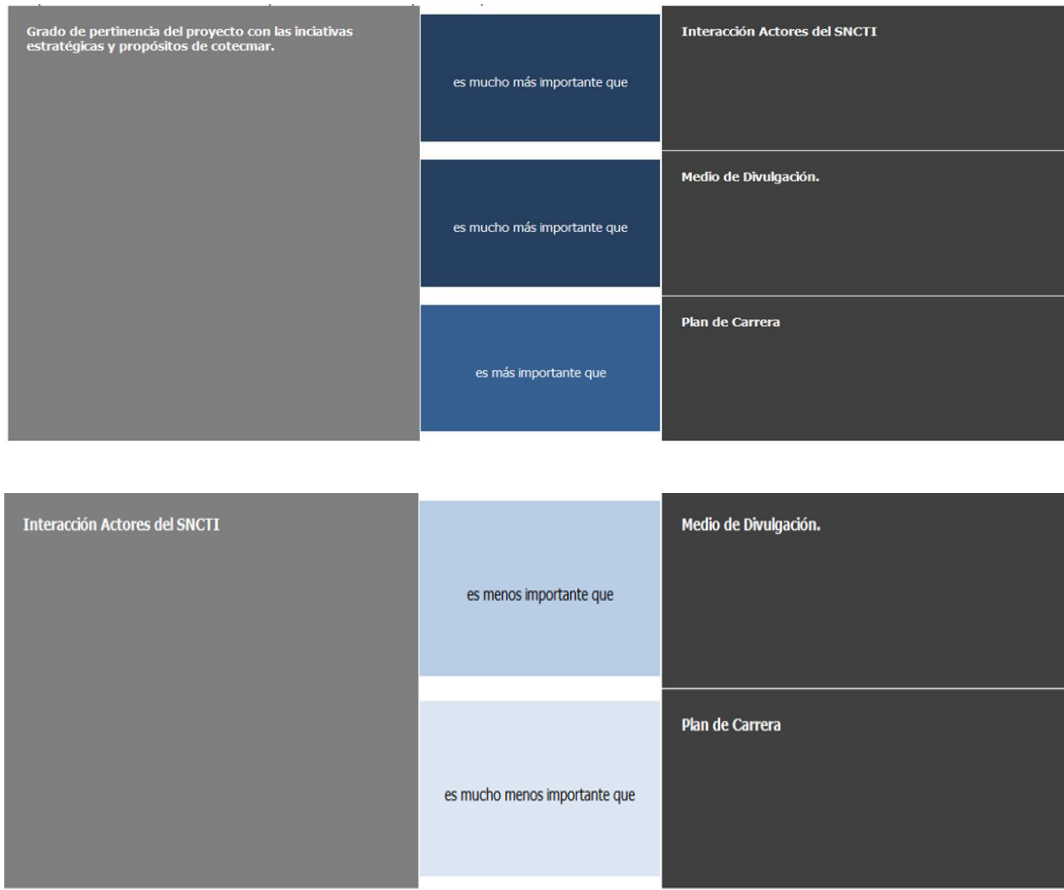 Grado de pertinencia del proyecto con las inciativas
estratégicas y propósitos de cotecmar.
es mucho más importante que
Interacción Actores del SNCTI
es mucho más importante que
Medio de Divulgación.
es más importante que
Plan de Carrera
Interacción Actores del SNCTI
es menos importante que
Medio de Divulgación.
es mucho menos importante que
Plan de Carrera